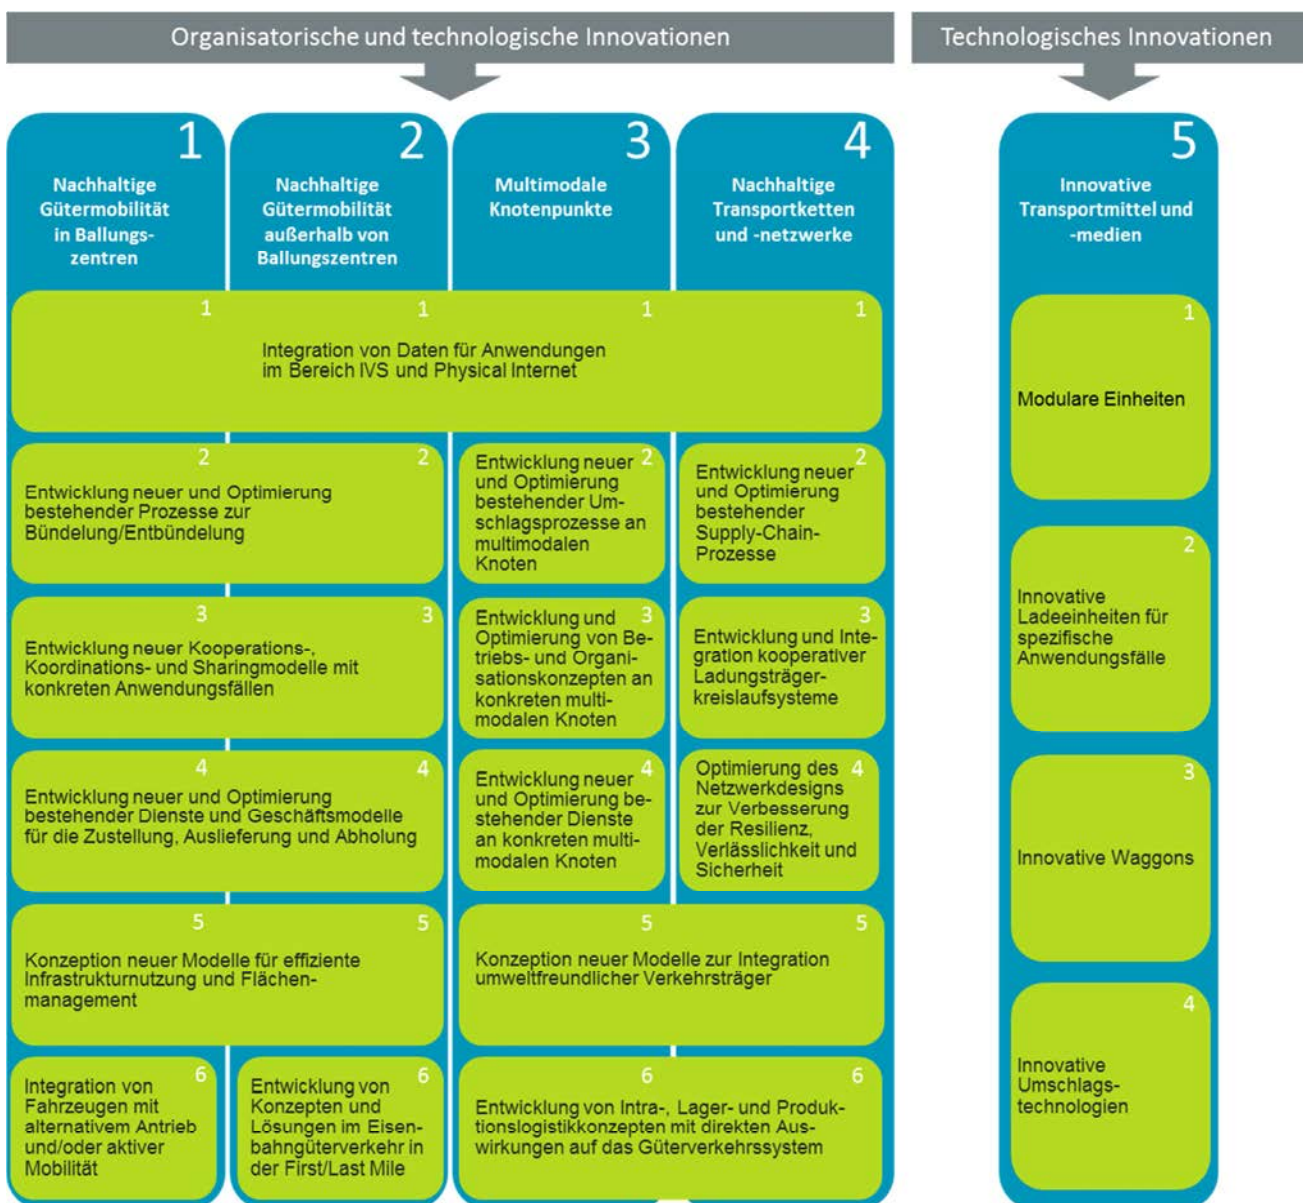 Organisatorische und technologische Innovationen
Technologisches Innovationen
1
Nachhaltige
Gütermobilität
in Ballungs-
zentren
2
Nachhaltige
Gütermobilität
außerhalb von
Ballungszentren
3
Multimodale
Knotenpunkte
4
Nachhaltige
Transportketten
und -netzwerke
5
Innovative
Transportmittel und
-medien
1 1 1 1
Integration von Daten für Anwendungen
im Bereich IVS und Physical Internet
2 2
Entwicklung neuer und Optimierung
bestehender Prozesse zur
Bündelung/Entbündelung
2
Entwicklung neuer
und Optimierung
bestehender Um-
schlagsprozesse an
multimodalen
Knoten
2
Entwicklung neuer
und Optimierung
bestehender
Supply-Chain-
Prozesse
3 3
Entwicklung neuer Kooperations-,
Koordinations- und Sharingmodelle mit
konkreten Anwendungsfällen
3
Entwicklung und
Optimierung von Be-
triebs- und Organi-
sationskonzepten an
konkreten multi-
modalen Knoten
3
Entwicklung und Inte-
gration kooperativer
Ladungsträger-
kreislaufsysteme
4 4
Entwicklung neuer und Optimierung
bestehender Dienste und Geschäftsmodelle
für die Zustellung, Auslieferung und Abholung
4
Entwicklung neuer
und Optimierung be-
stehender Dienste
an konkreten multi-
modalen Knoten
4
Optimierung des
Netzwerkdesigns
zur Verbesserung
der Resilienz,
Verlässlichkeit und
Sicherheit
5 5
Konzeption neuer Modelle für effiziente
Infrastrukturnutzung und Flächen-
management
5 5
Konzeption neuer Modelle zur Integration
umweltfreundlicher Verkehrsträger
6
Integration von
Fahrzeugen mit
alternativem Antrieb
und/oder aktiver
Mobilität
6
Entwicklung von
Konzepten und
Lösungen im Eisen-
bahngüterverkehr in
der First/Last Mile
6 6
Entwicklung von Intra-, Lager- und Produk-
tionslogistikkonzepten mit direkten Aus-
wirkungen auf das Güterverkehrssystem
1
Modulare Einheiten
2
Innovative
Ladeeinheiten für
spezifische
Anwendungsfälle
3
Innovative Waggons
4
Innovative
Umschlags-
technologien